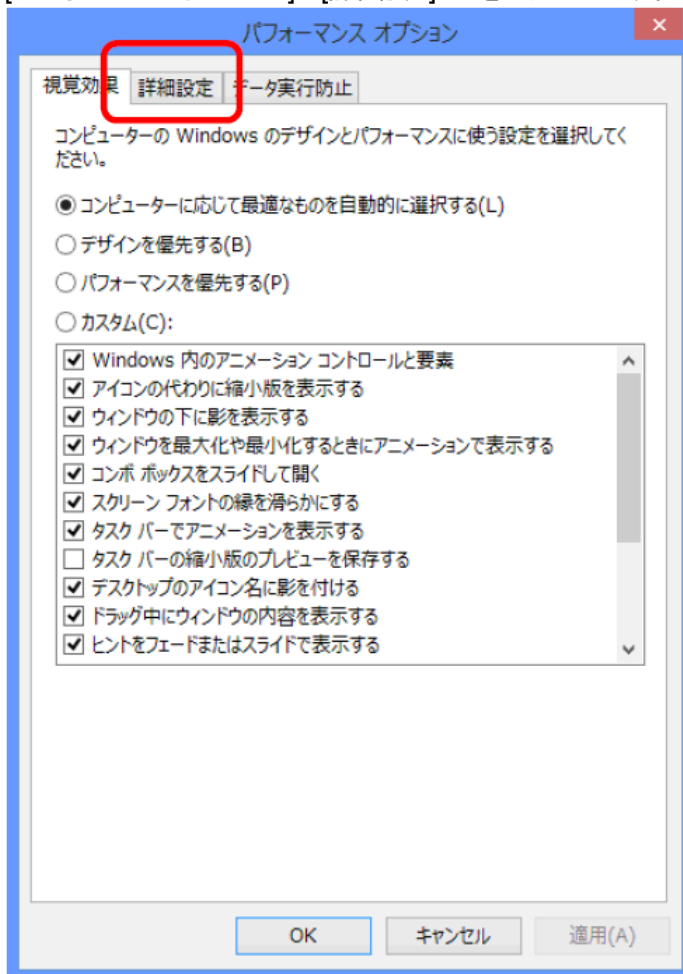 パフォーマンス オプション
視覚効果 詳細設定 データ実行防止
コンピューターの Windows のデザインとパフォーマンスに使う設定を選択してく
ださい。
コンピューターに応じて最適なものを自動的に選択する(L)
デザインを優先する(B)
パフォーマンスを優先する(P)
カスタム(C):
Windows 内のアニメーション コントロールと要素
アイコンの代わりに縮小版を表示する
ウィンドウの下に影を表示する
ウィンドウを最大化や最小化するときにアニメーションで表示する
コンボ ボックスをスライドして開く
スクリーン フォントの縁を滑らかにする
タスク バーでアニメーションを表示する
タスク バーの縮小版のプレビューを保存する
デスクトップのアイコン名に影を付ける
ドラッグ中にウィンドウの内容を表示する
ヒントをフェードまたはスライドで表示する
OK キャンセル 適用(A)